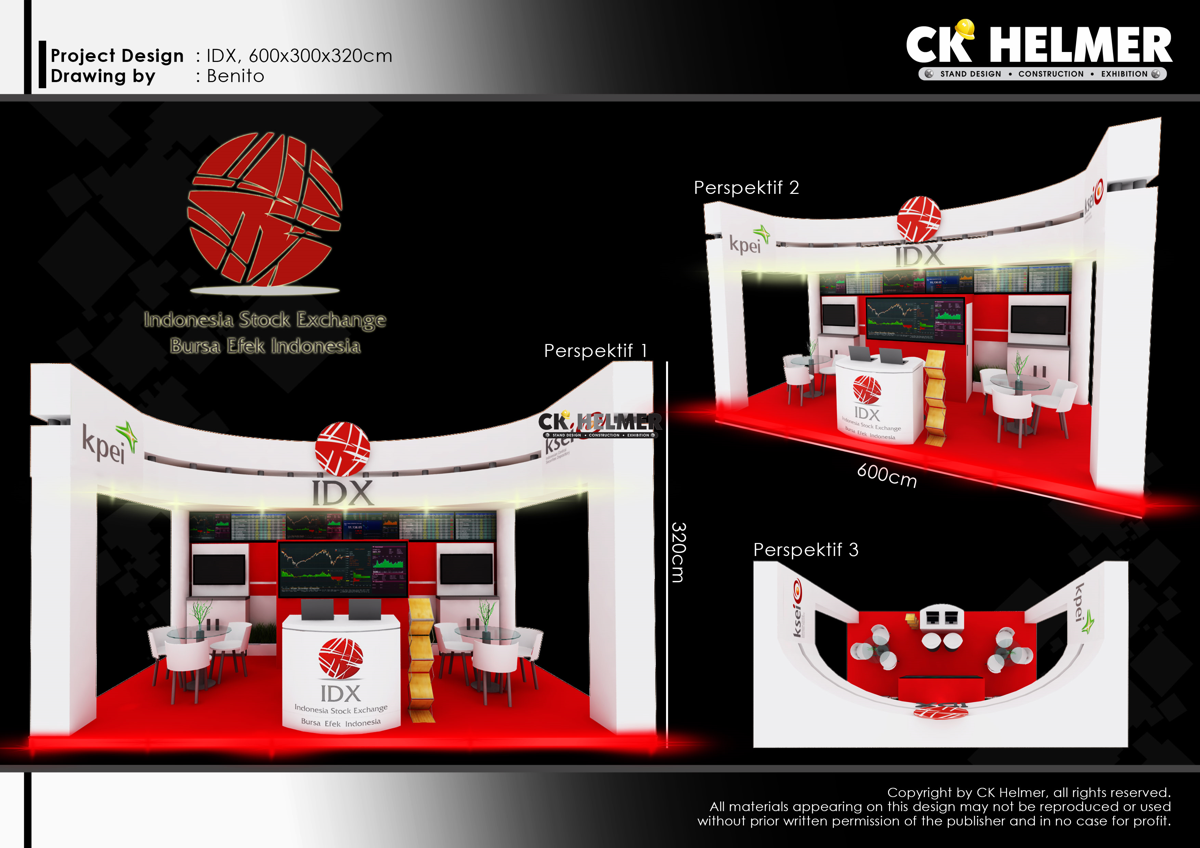 Project Design : IDX, 600x300x320cm
Drawing by : Benito
CK HELMER
STAND DESIGN • CONSTRUCTION • EXHIBITION
Indonesia Stock Exchange
Bursa Efek Indonesia
Perspektif 1
kpei
CK HELMER
STAND DESIGN • CONSTRUCTION • EXHIBITION
ksei
IDX
IDX
Indonesia Stock Exchange
Bursa Efek Indonesia
320cm
Perspektif 2
kpei
ksei
IDX
IDX
Indonesia Stock Exchange
Bursa Efek Indonesia
600cm
Perspektif 3
ksei
kpei
IDX
Copyright by CK Helmer, all rights reserved.
All materials appearing on this design may not be reproduced or used
without prior written permission of the publisher and in no case for profit.